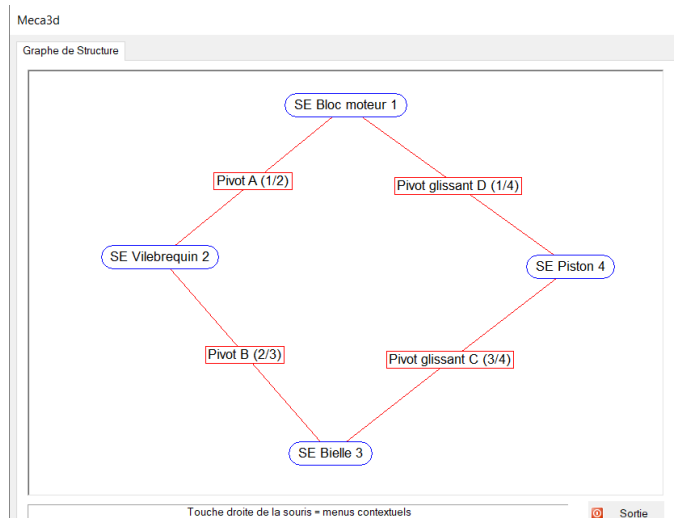 Meca3d
Graphe de Structure
SE Bloc moteur 1
Pivot A (1/2)
Pivot glissant D (1/4)
SE Vilebrequin 2
SE Piston 4
Pivot B (2/3)
Pivot glissant C (3/4)
SE Bielle 3
Touche droite de la souris = menus contextuels
Sortie